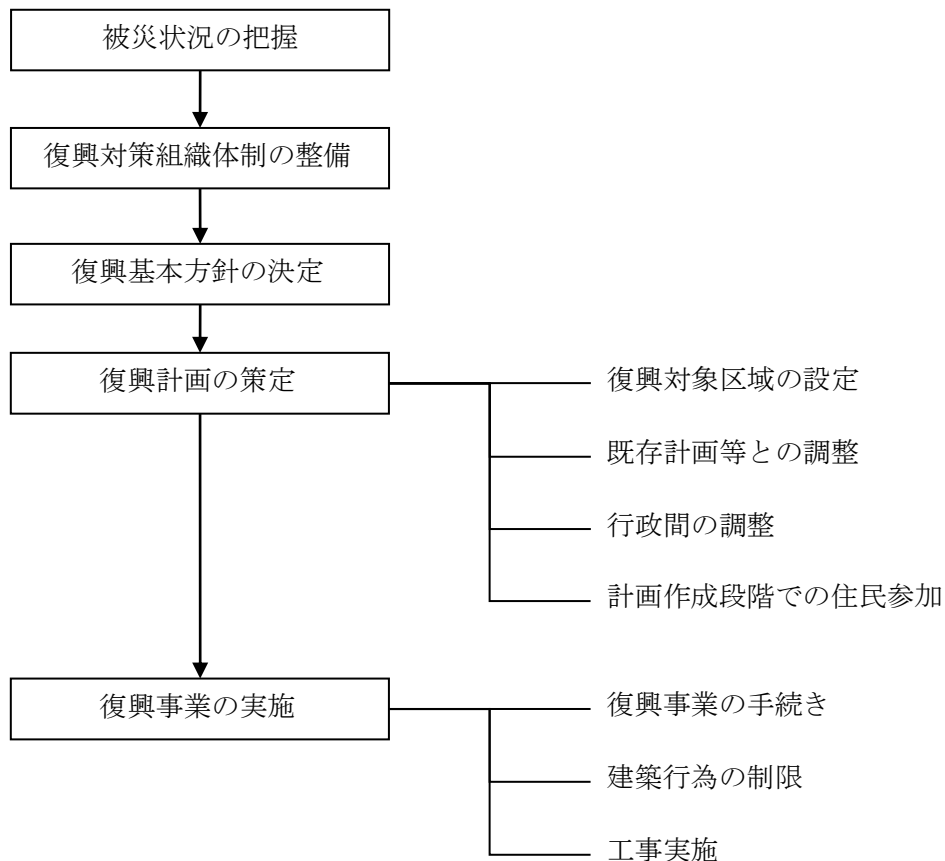 被災状況の把握
復興対策組織体制の整備
復興基本方針の決定
復興計画の策定
復興対象区域の設定
既存計画等との調整
行政間の調整
計画作成段階での住民参加
復興事業の実施
復興事業の手続き
建築行為の制限
工事実施